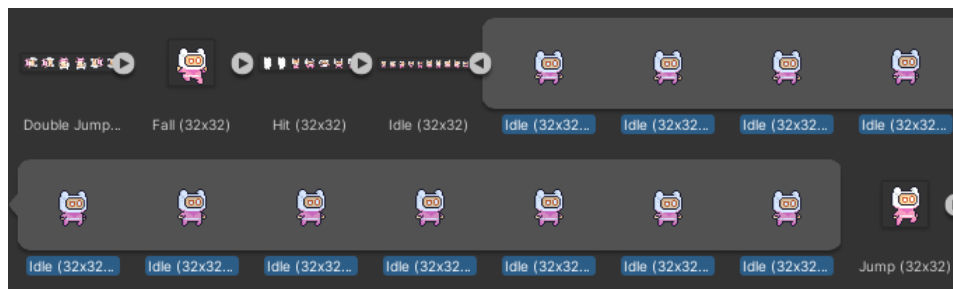 Double Jump... Fall (32x32) Hit (32x32) Idle (32x32) Idle (32x32... Idle (32x32... Idle (32x32... Idle (32x32...
Idle (32x32... Idle (32x32... Idle (32x32... Idle (32x32... Idle (32x32... Idle (32x32... Idle (32x32... Jump (32x32)